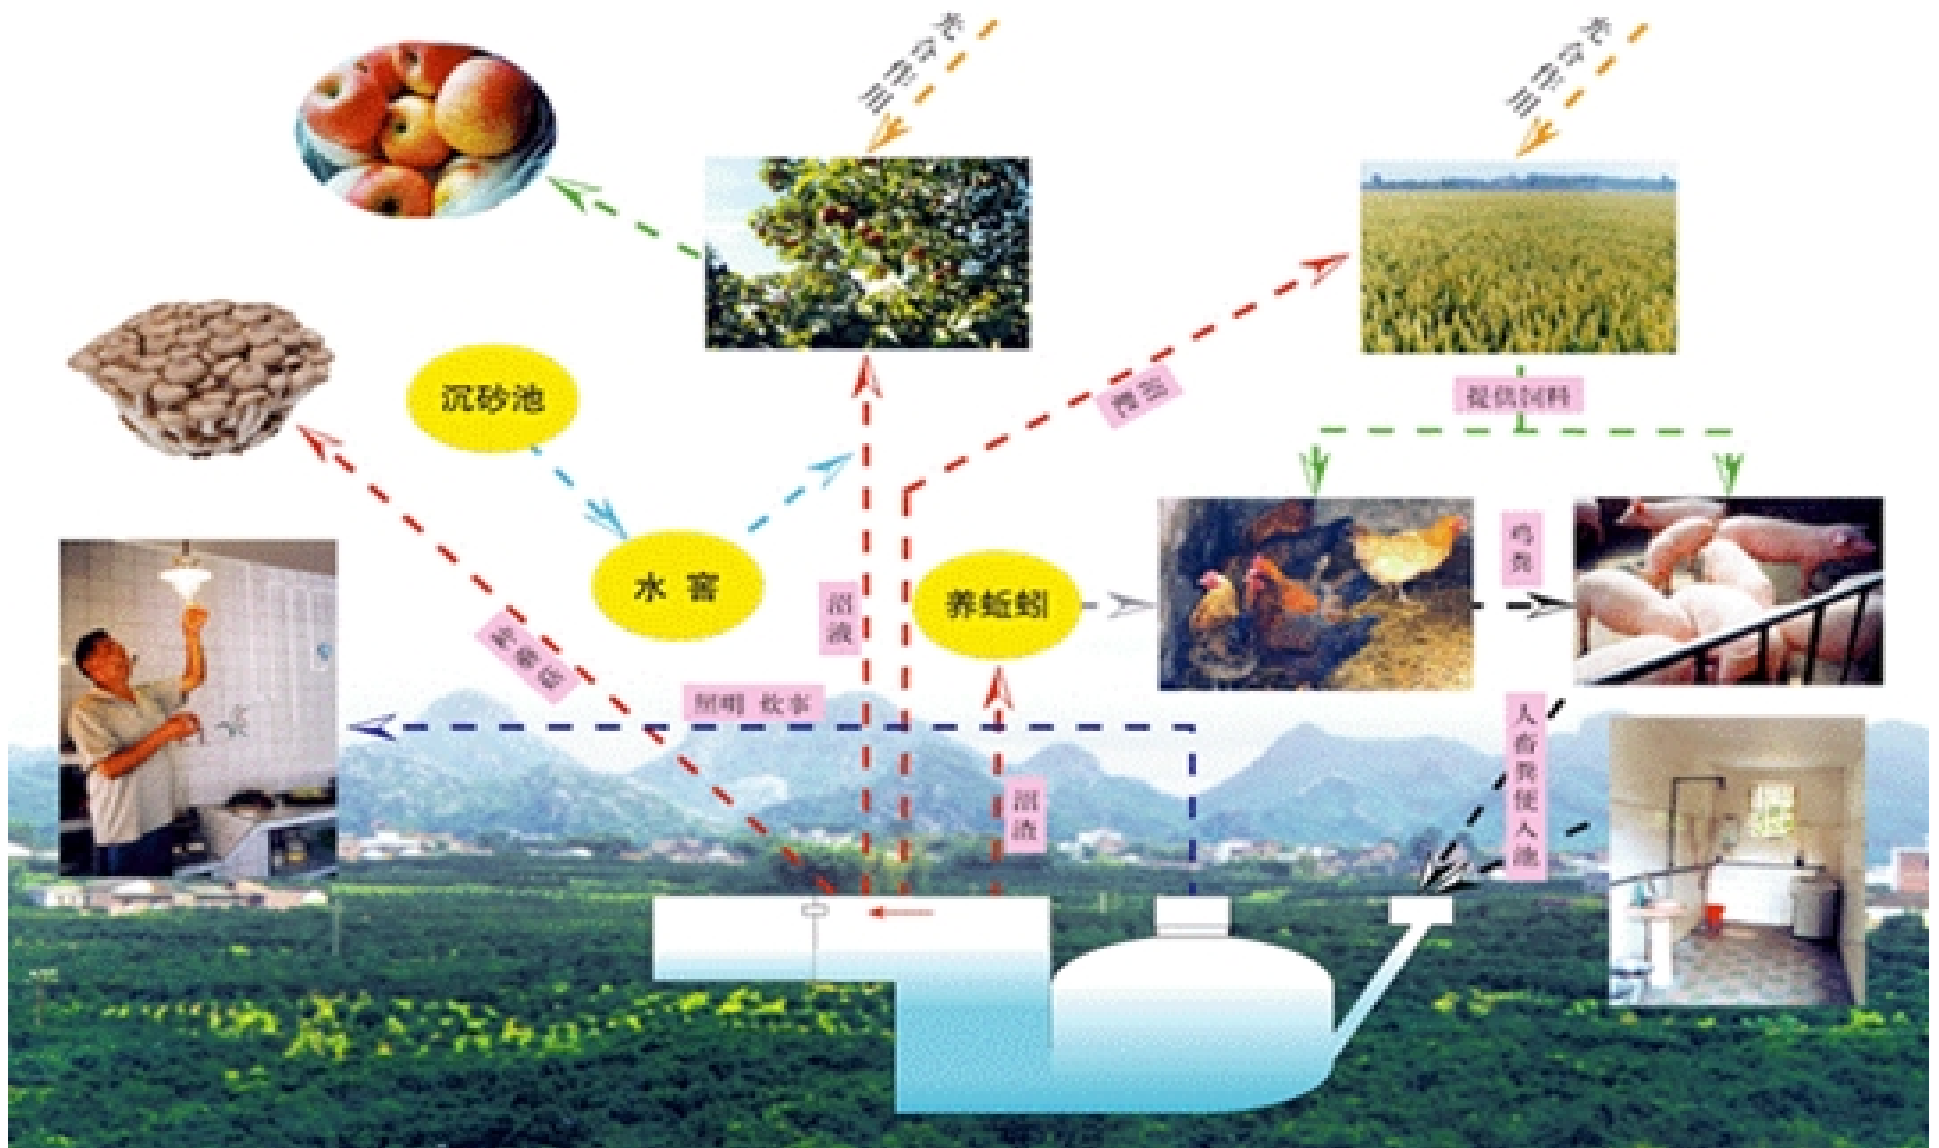 光合作用
光合作用
沉砂池
提供饲料
鸡粪
水 窖
沼液
养蚯蚓
种蘑菇
照明 炊事
人畜粪便入池
沼渣